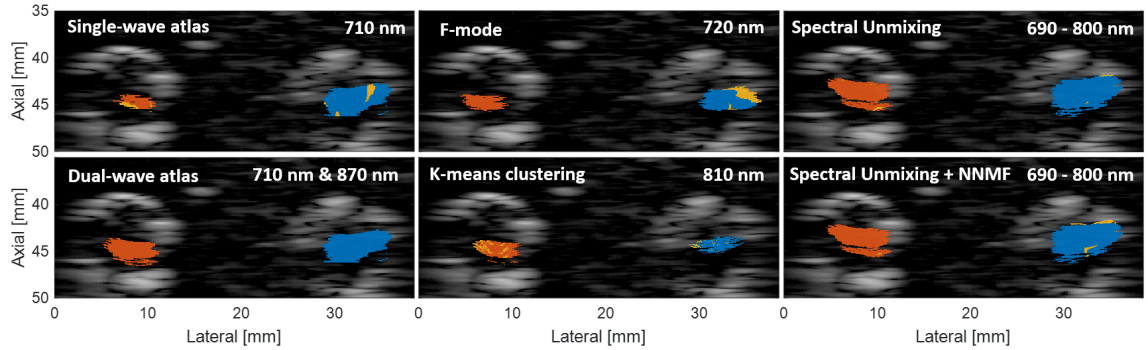 35
40
45
50
Axial [mm]
Single-wave atlas 710 nm
F-mode 720 nm
Spectral Unmixing 690 - 800 nm
40
45
50
Axial [mm]
Dual-wave atlas 710 nm & 870 nm
K-means clustering 810 nm
Spectral Unmixing + NNMF 690 - 800 nm
0 10 20 30
0 10 20 30
0 10 20 30
Lateral [mm]
Lateral [mm]
Lateral [mm]